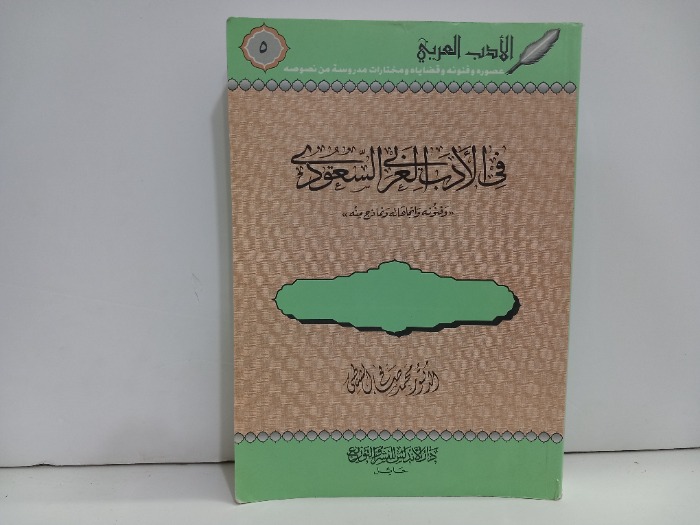 الأدب العربي
عصوره وفنونه وقضاياه ومختارات مدروسة من نصوصه
٥
في الأدب العربي السعودي
«وفنونه واتجاهاته ونماذج منه»
الدكتور محمد صالح الشنطي
دار الأندلس للنشر والتوزيع
حائل